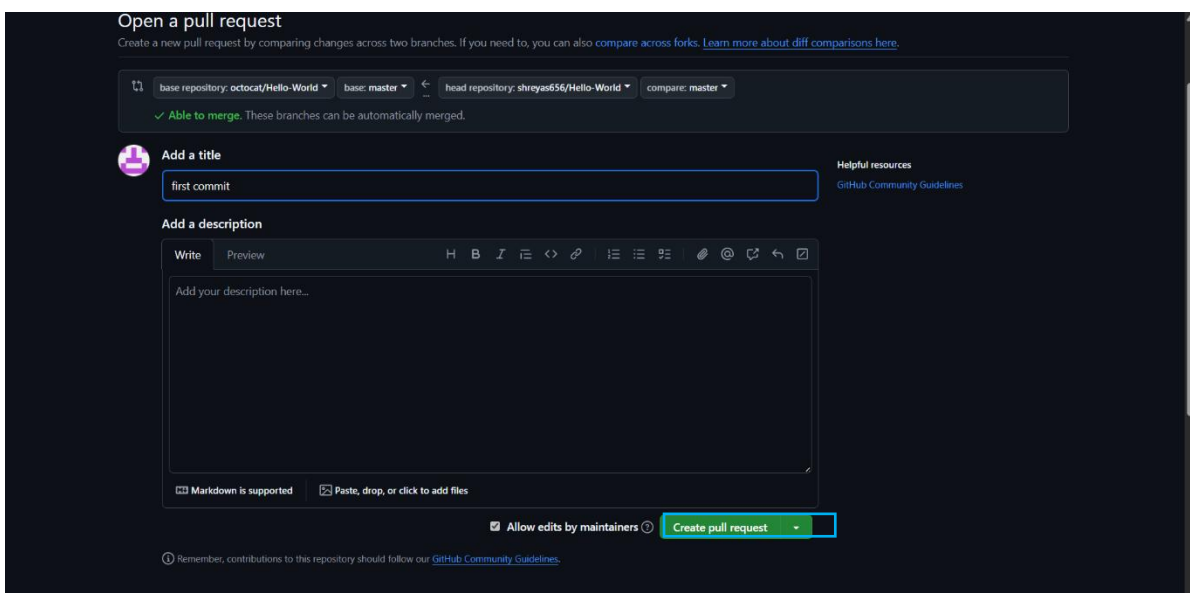 Open a pull request
Create a new pull request by comparing changes across two branches. If you need to, you can also compare across forks. Learn more about diff comparisons here.
base repository: octocat/Hello-World base: master ← head repository: shreyas656/Hello-World compare: master
✓ Able to merge. These branches can be automatically merged.
Add a title
Helpful resources
first commit
GitHub Community Guidelines
Add a description
Write Preview
Add your description here...
Markdown is supported Paste, drop, or click to add files
Allow edits by maintainers Create pull request
Remember, contributions to this repository should follow our GitHub Community Guidelines.